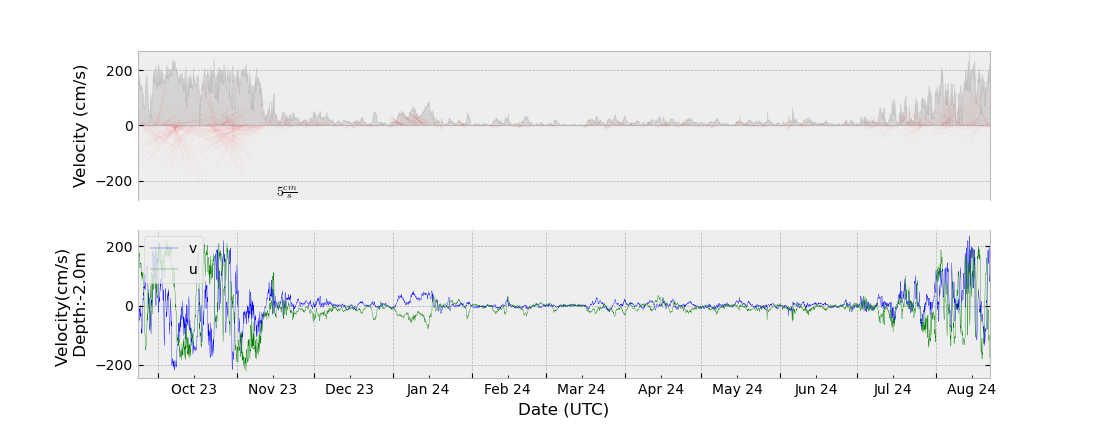 Velocity (cm/s)
200
0
−200
5 cm/s
Velocity(cm/s)
Depth:-2.0m
200
0
−200
v
u
Oct 23 Nov 23 Dec 23 Jan 24 Feb 24 Mar 24 Apr 24 May 24 Jun 24 Jul 24 Aug 24
Date (UTC)